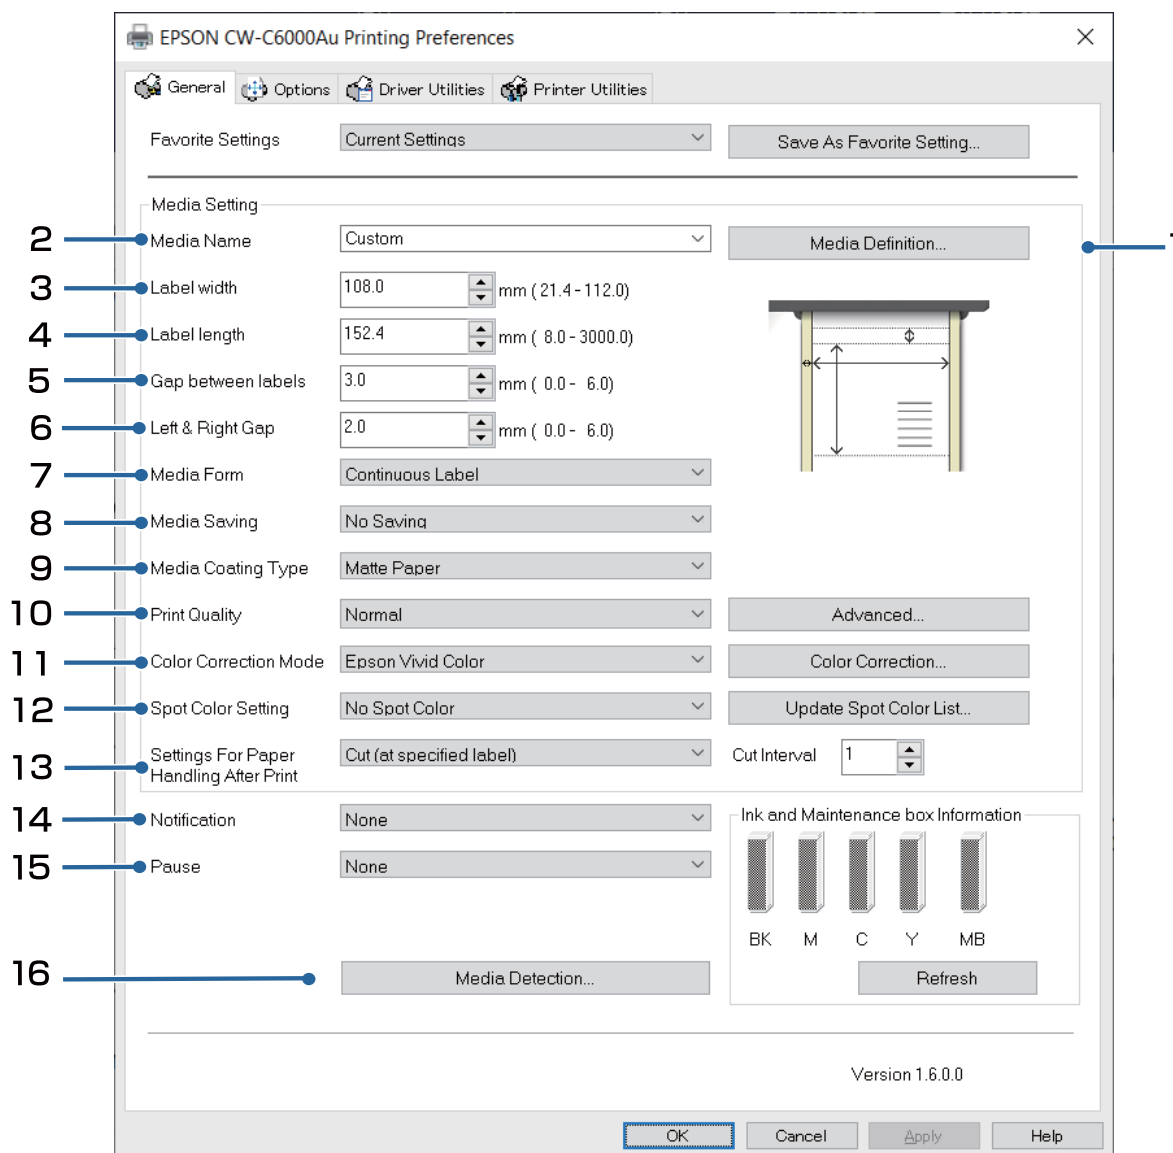 EPSON CW-C6000Au Printing Preferences
General Options Driver Utilities Printer Utilities
Favorite Settings Current Settings Save As Favorite Setting...
Media Setting
2 Media Name Custom Media Definition...
3 Label width 108.0 mm ( 21.4 - 112.0)
4 Label length 152.4 mm ( 8.0 - 3000.0)
5 Gap between labels 3.0 mm ( 0.0 - 6.0)
6 Left & Right Gap 2.0 mm ( 0.0 - 6.0)
7 Media Form Continuous Label
8 Media Saving No Saving
9 Media Coating Type Matte Paper
10 Print Quality Normal Advanced...
11 Color Correction Mode Epson Vivid Color Color Correction...
12 Spot Color Setting No Spot Color Update Spot Color List...
13 Settings For Paper Handling After Print Cut (at specified label) Cut Interval 1
14 Notification None
Ink and Maintenance box Information
15 Pause None
BK M C Y MB
16 Media Detection... Refresh
Version 1.6.0.0
OK Cancel Apply Help